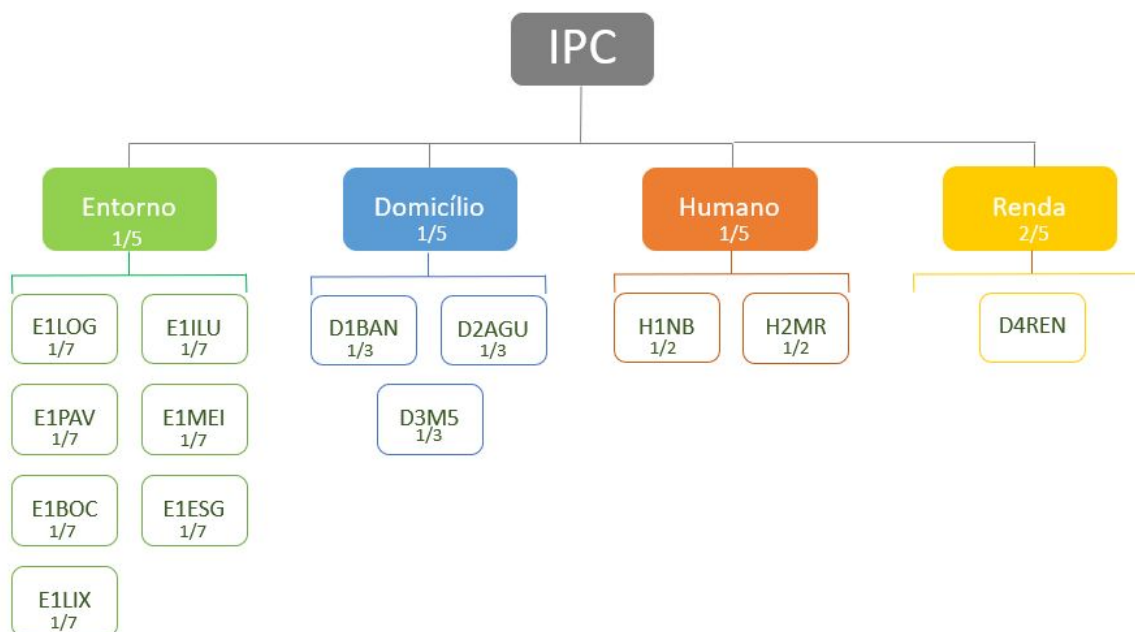 IPC
Entorno
1/5
Domicílio
1/5
Humano
1/5
Renda
2/5
E1LOG
1/7
E1ILU
1/7
E1PAV
1/7
E1MEI
1/7
E1BOC
1/7
E1ESG
1/7
E1LIX
1/7
D1BAN
1/3
D2AGU
1/3
D3M5
1/3
H1NB
1/2
H2MR
1/2
D4REN